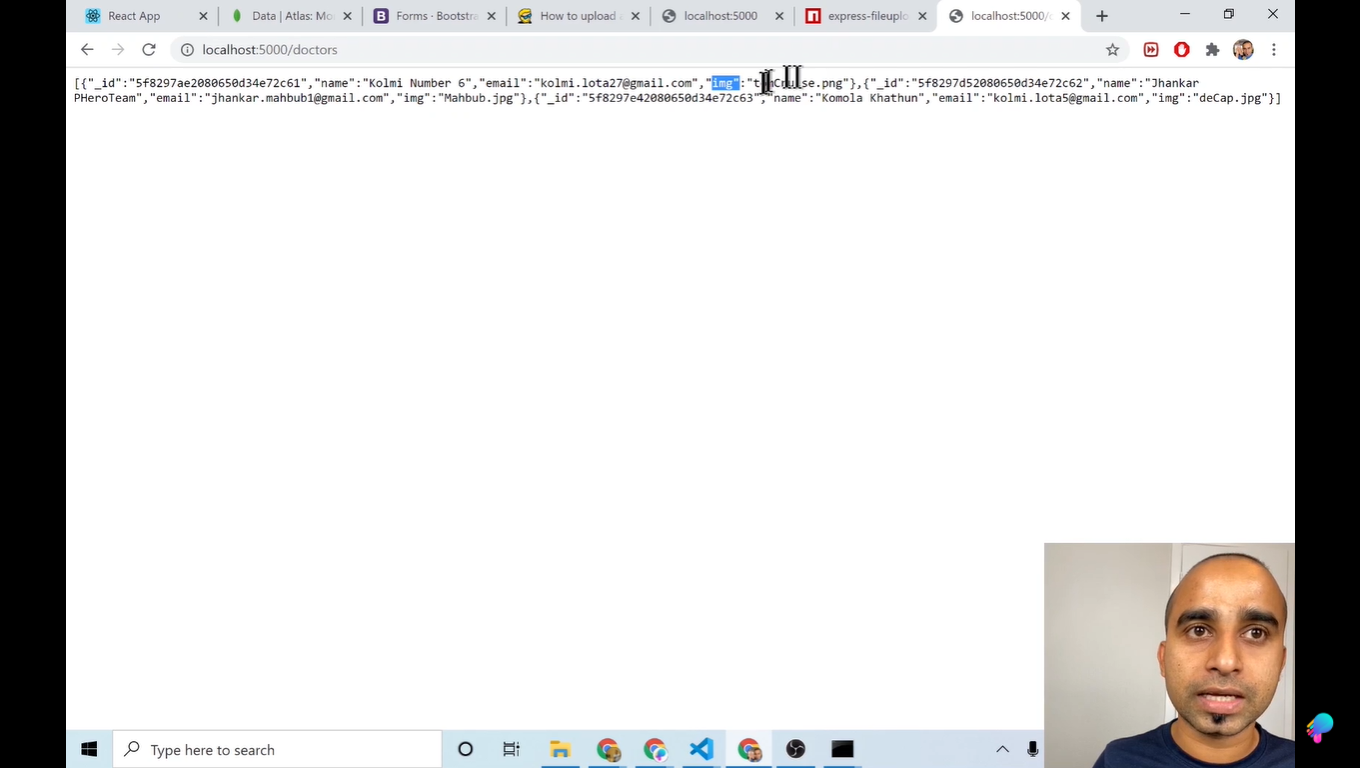 React App
Data | Atlas: Mo
Forms · Bootstra
How to upload a
localhost:5000
express-fileuplo
localhost:5000/
localhost:5000/doctors
[{"_id":"5f8297ae2080650d34e72c61","name":"Kolmi Number 6","email":"kolmi.lota27@gmail.com","img":"tomCruise.png"},{"_id":"5f8297d52080650d34e72c62","name":"Jhankar
PHeroTeam","email":"jhankar.mahbub1@gmail.com","img":"Mahbub.jpg"},{"_id":"5f8297e42080650d34e72c63","name":"Komola Khathun","email":"kolmi.lota5@gmail.com","img":"deCap.jpg"}]
Type here to search